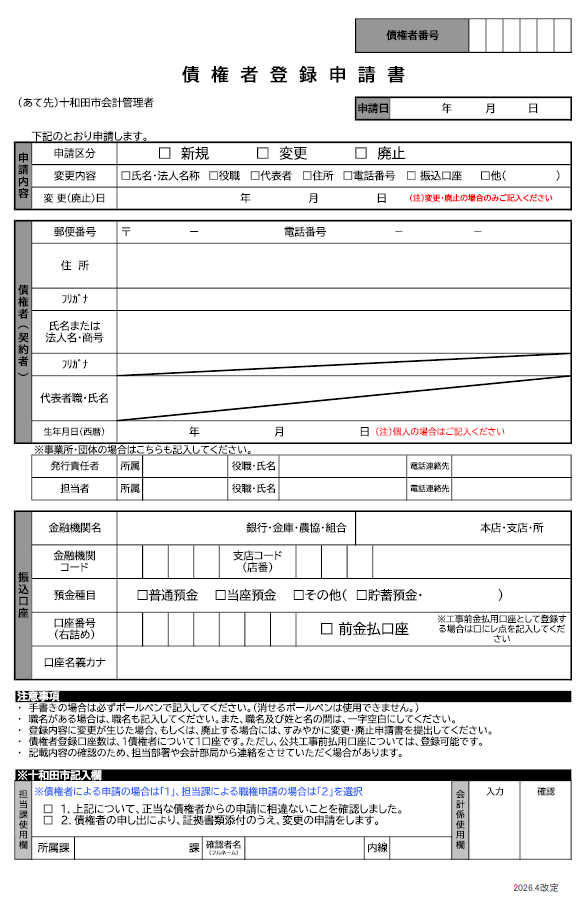 債権者番号
債権者登録申請書
(あて先)十和田市会計管理者
申請日 年 月 日
下記のとおり申請します。
申請内容
申請区分 □ 新規 □ 変更 □ 廃止
変更内容 □氏名・法人名称 □役職 □代表者 □住所 □電話番号 □ 振込口座 □他( )
変更(廃止)日 年 月 日 (注)変更・廃止の場合のみご記入ください
債権者(契約者)
郵便番号 〒 － 電話番号 － －
住所
ﾌﾘｶﾞﾅ
氏名または
法人名・商号
ﾌﾘｶﾞﾅ
代表者職・氏名
生年月日(西暦) 年 月 日 (注)個人の場合はご記入ください
※事業所・団体の場合はこちらも記入してください。
発行責任者 所属 役職・氏名 電話連絡先
担当者 所属 役職・氏名 電話連絡先
振込口座
金融機関名 銀行・金庫・農協・組合 本店・支店・所
金融機関
コード
支店コード
(店番)
預金種目 □普通預金 □当座預金 □その他( □貯蓄預金・ )
口座番号
(右詰め)
□ 前金払口座
※工事前金払用口座として登録す
る場合は□にレ点を記入してくだ
さい
口座名義カナ
注意事項
・ 手書きの場合は必ずボールペンで記入してください。(消せるボールペンは使用できません。)
・ 職名がある場合は、職名も記入してください。また、職名及び姓と名の間は、一字空白にしてください。
・ 登録内容に変更が生じた場合、もしくは、廃止する場合には、すみやかに変更・廃止申請書を提出してください。
・ 債権者登録口座数は、1債権者について1口座です。ただし、公共工事前払用口座については、登録可能です。
・ 記載内容の確認のため、担当部署や会計部局から連絡をさせていただく場合があります。
※十和田市記入欄
担当課使用欄
※債権者による申請の場合は「1」、担当課による職権申請の場合は「2」を選択
□ 1. 上記について、正当な債権者からの申請に相違ないことを確認しました。
□ 2. 債権者の申し出により、証拠書類添付のうえ、変更の申請をします。
所属課 課 確認者名 内線
(フルネーム)
会計係使用欄
入力 確認
2026.4改定